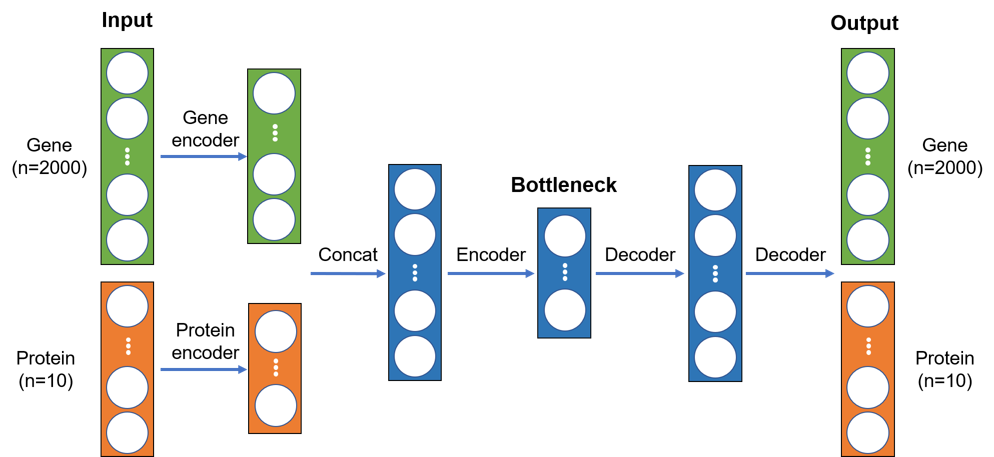 Input
Output
Gene
(n=2000)
Gene
encoder
Gene
(n=2000)
Bottleneck
Concat
Encoder
Decoder
Decoder
Protein
(n=10)
Protein
encoder
Protein
(n=10)